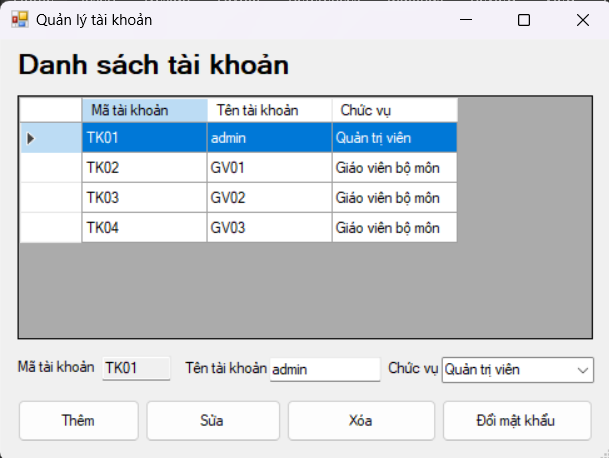 Quản lý tài khoản
Danh sách tài khoản
Mã tài khoản Tên tài khoản Chức vụ
TK01 admin Quản trị viên
TK02 GV01 Giáo viên bộ môn
TK03 GV02 Giáo viên bộ môn
TK04 GV03 Giáo viên bộ môn
Mã tài khoản TK01 Tên tài khoản admin Chức vụ Quản trị viên
Thêm Sửa Xóa Đổi mật khẩu